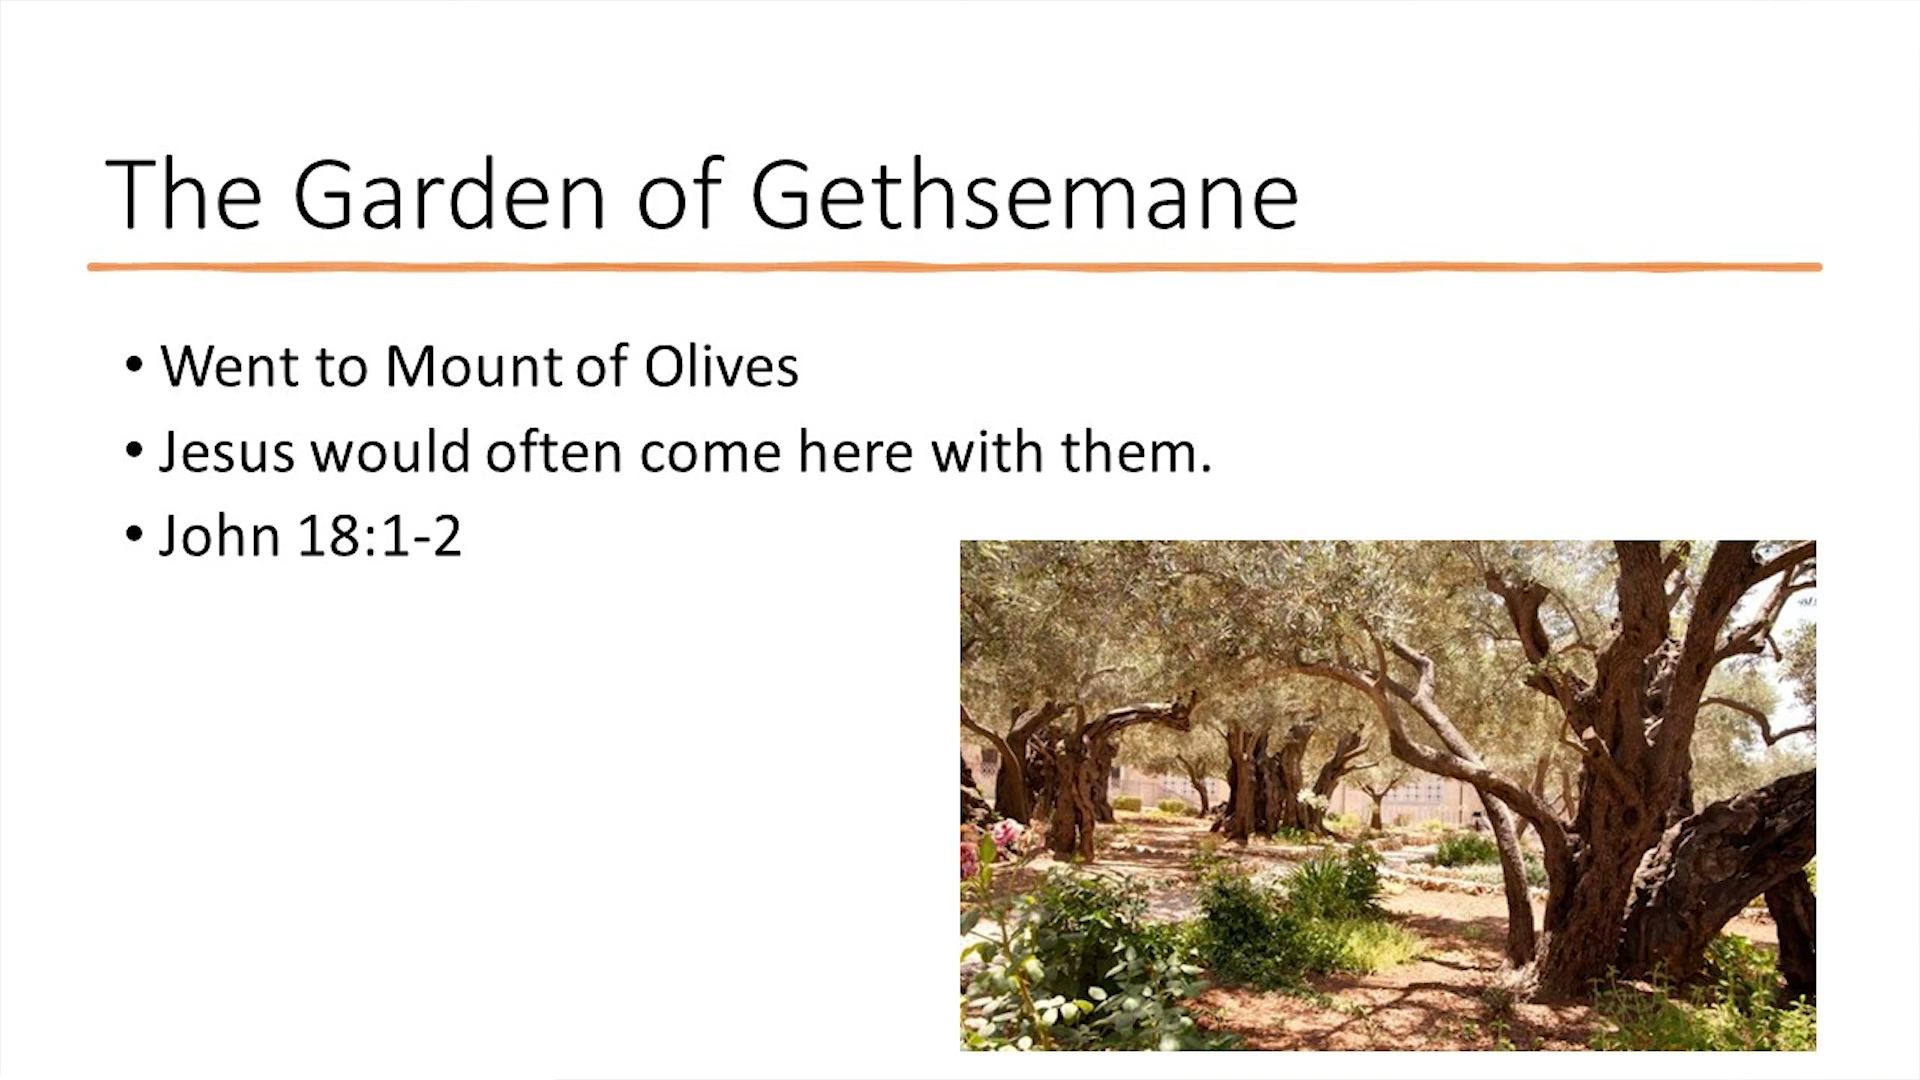 The Garden of Gethsemane
• Went to Mount of Olives
• Jesus would often come here with them.
• John 18:1-2